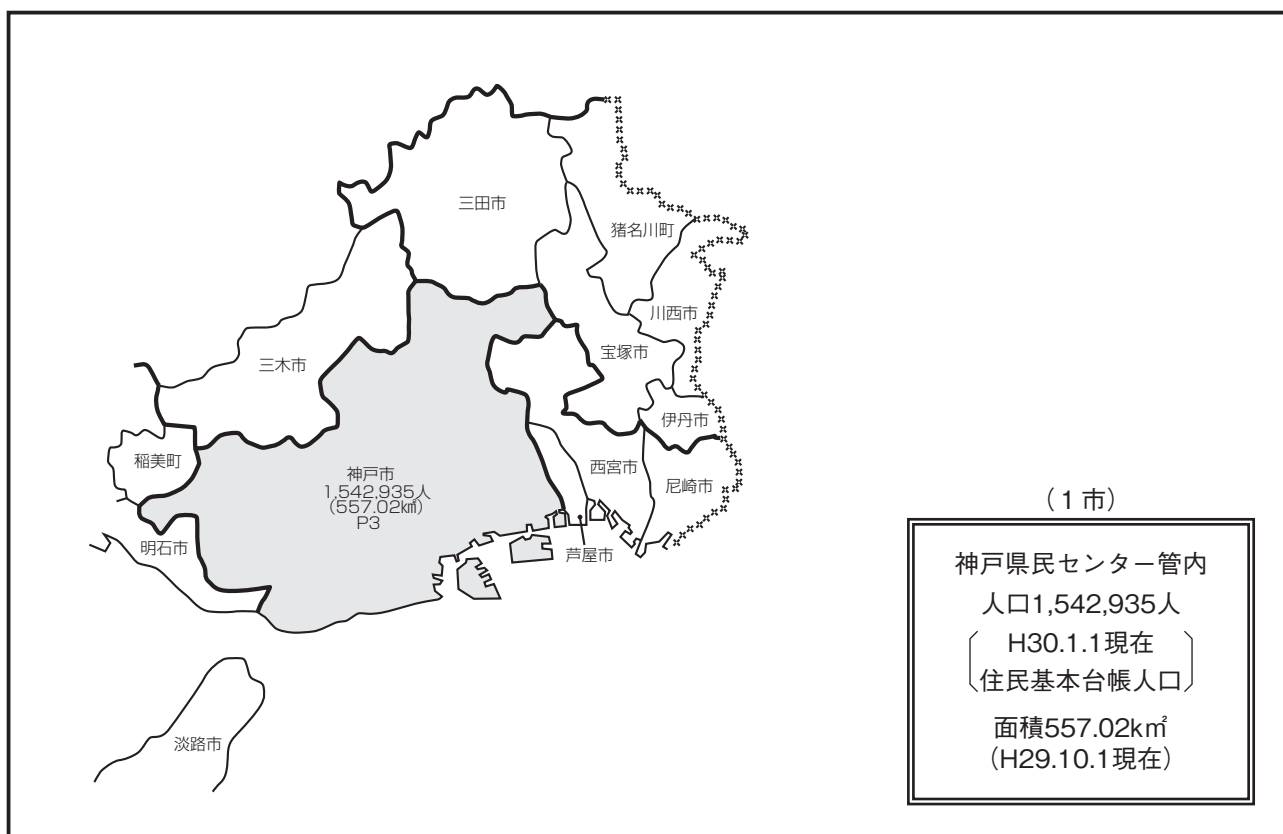 三田市
猪名川町
川西市
宝塚市
三木市
伊丹市
稲美町
西宮市
尼崎市
神戸市
1,542,935人
（557.02㎢）
P3
明石市
芦屋市
淡路市
（１市）
神戸県民センター管内
人口1,542,935人
H30.1.1現在
住民基本台帳人口
面積557.02k㎡
（H29.10.1現在）